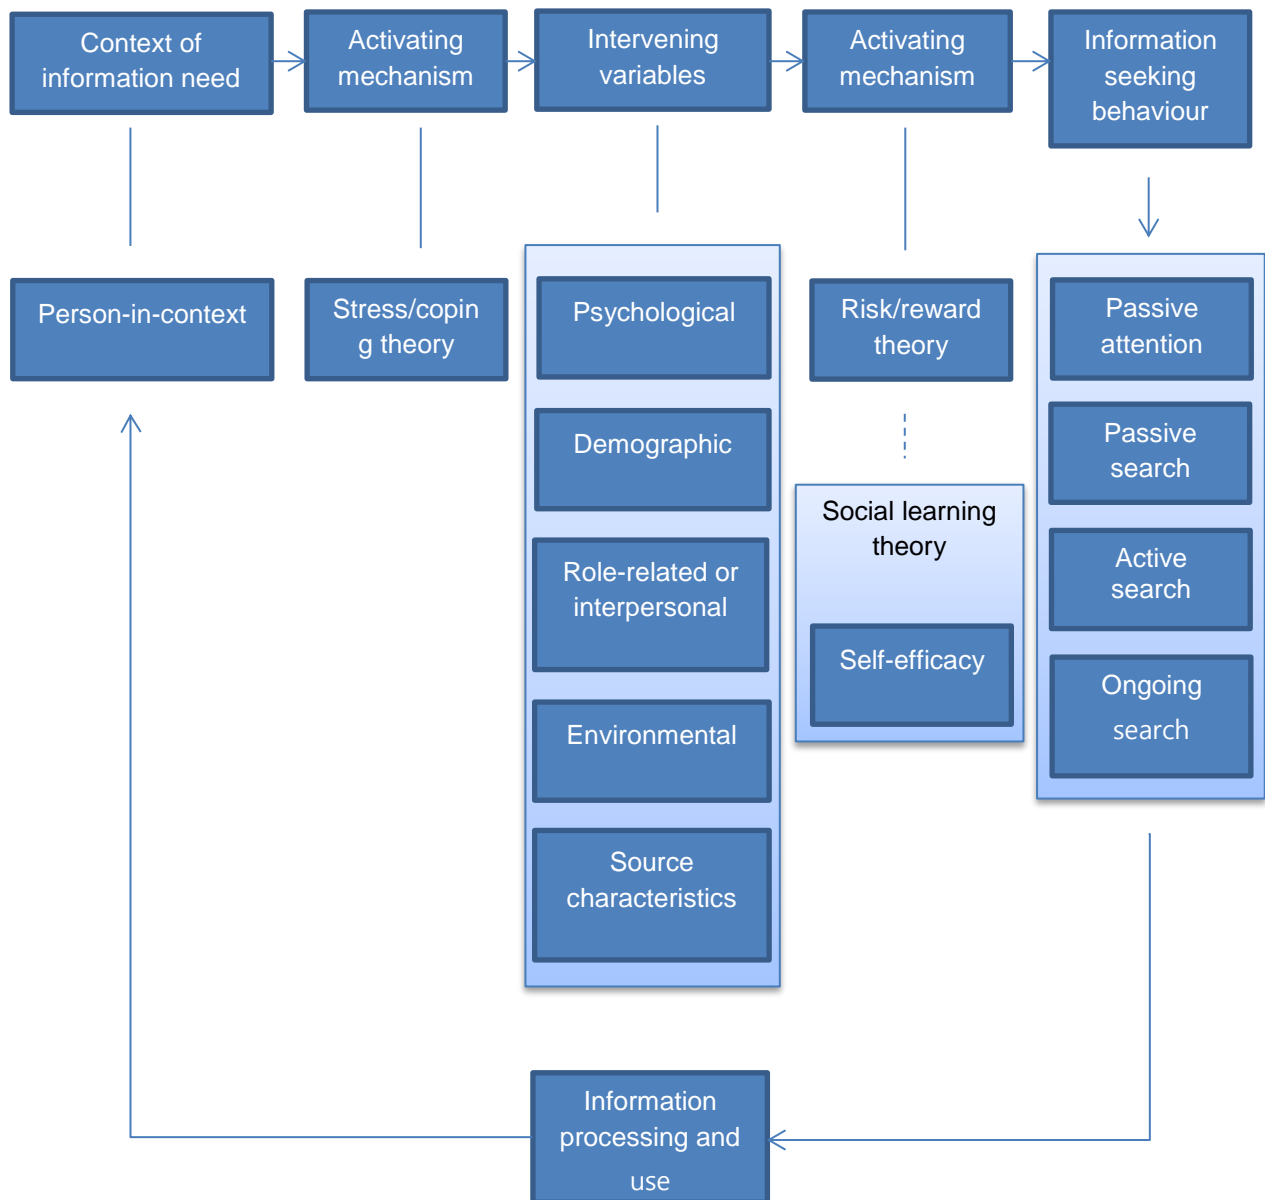 Context of
information need
Activating
mechanism
Intervening
variables
Activating
mechanism
Information
seeking
behaviour
Person-in-context
Stress/copin
g theory
Psychological
Demographic
Role-related or
interpersonal
Environmental
Source
characteristics
Risk/reward
theory
Social learning
theory
Self-efficacy
Passive
attention
Passive
search
Active
search
Ongoing
search
Information
processing and
use